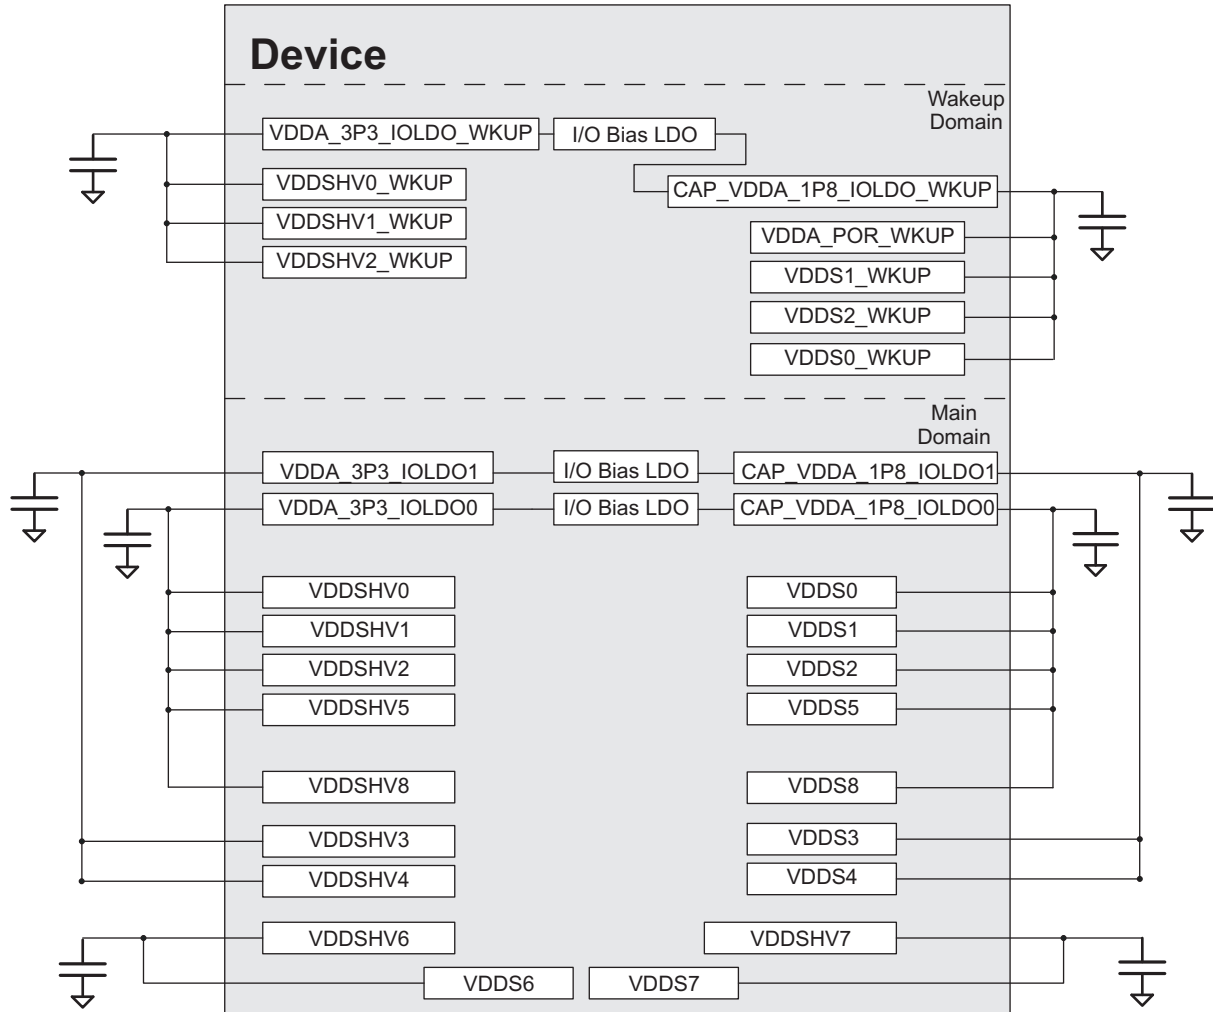 Device
Wakeup
Domain
VDDA_3P3_IOLDO_WKUP
I/O Bias LDO
VDDSHV0_WKUP
CAP_VDDA_1P8_IOLDO_WKUP
VDDSHV1_WKUP
VDDA_POR_WKUP
VDDSHV2_WKUP
VDDS1_WKUP
VDDS2_WKUP
VDDS0_WKUP
Main
Domain
VDDA_3P3_IOLDO1
I/O Bias LDO
CAP_VDDA_1P8_IOLDO1
VDDA_3P3_IOLDO0
I/O Bias LDO
CAP_VDDA_1P8_IOLDO0
VDDSHV0
VDDS0
VDDSHV1
VDDS1
VDDSHV2
VDDS2
VDDSHV5
VDDS5
VDDSHV8
VDDS8
VDDSHV3
VDDS3
VDDSHV4
VDDS4
VDDSHV6
VDDSHV7
VDDS6
VDDS7